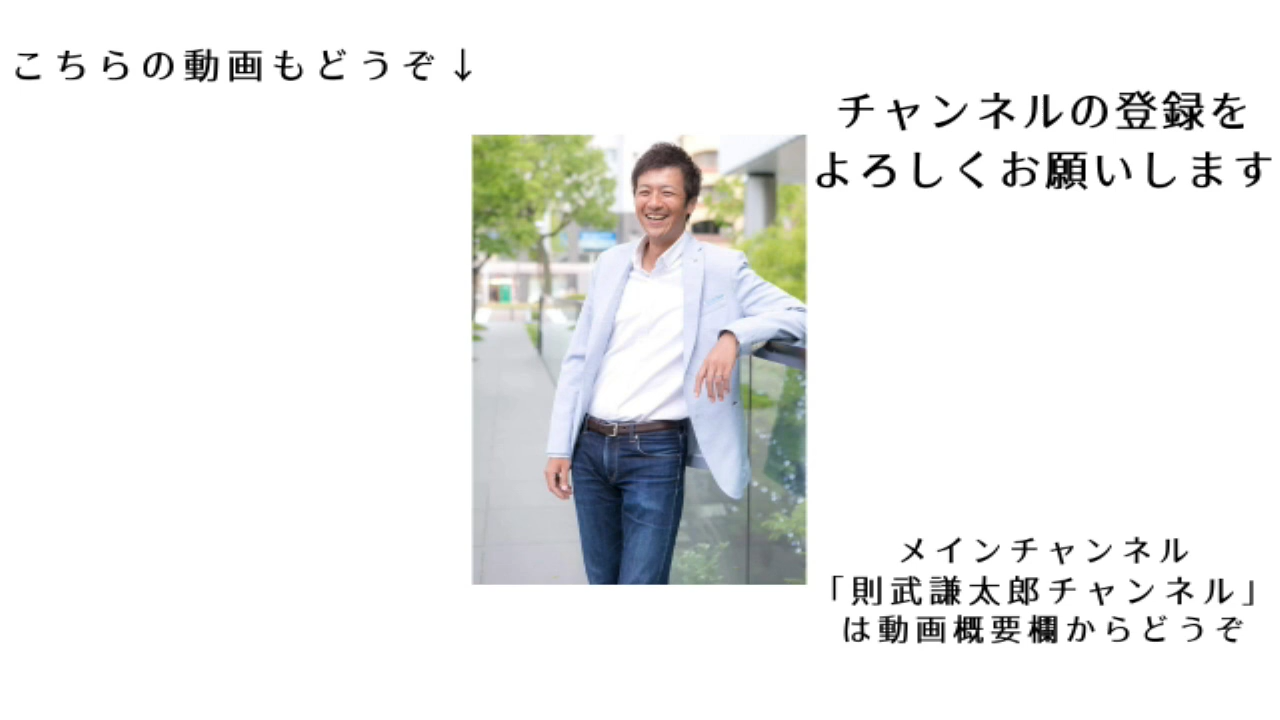 こちらの動画もどうぞ↓
チャンネルの登録を
よろしくお願いします
メインチャンネル
「則武謙太郎チャンネル」
は動画概要欄からどうぞ